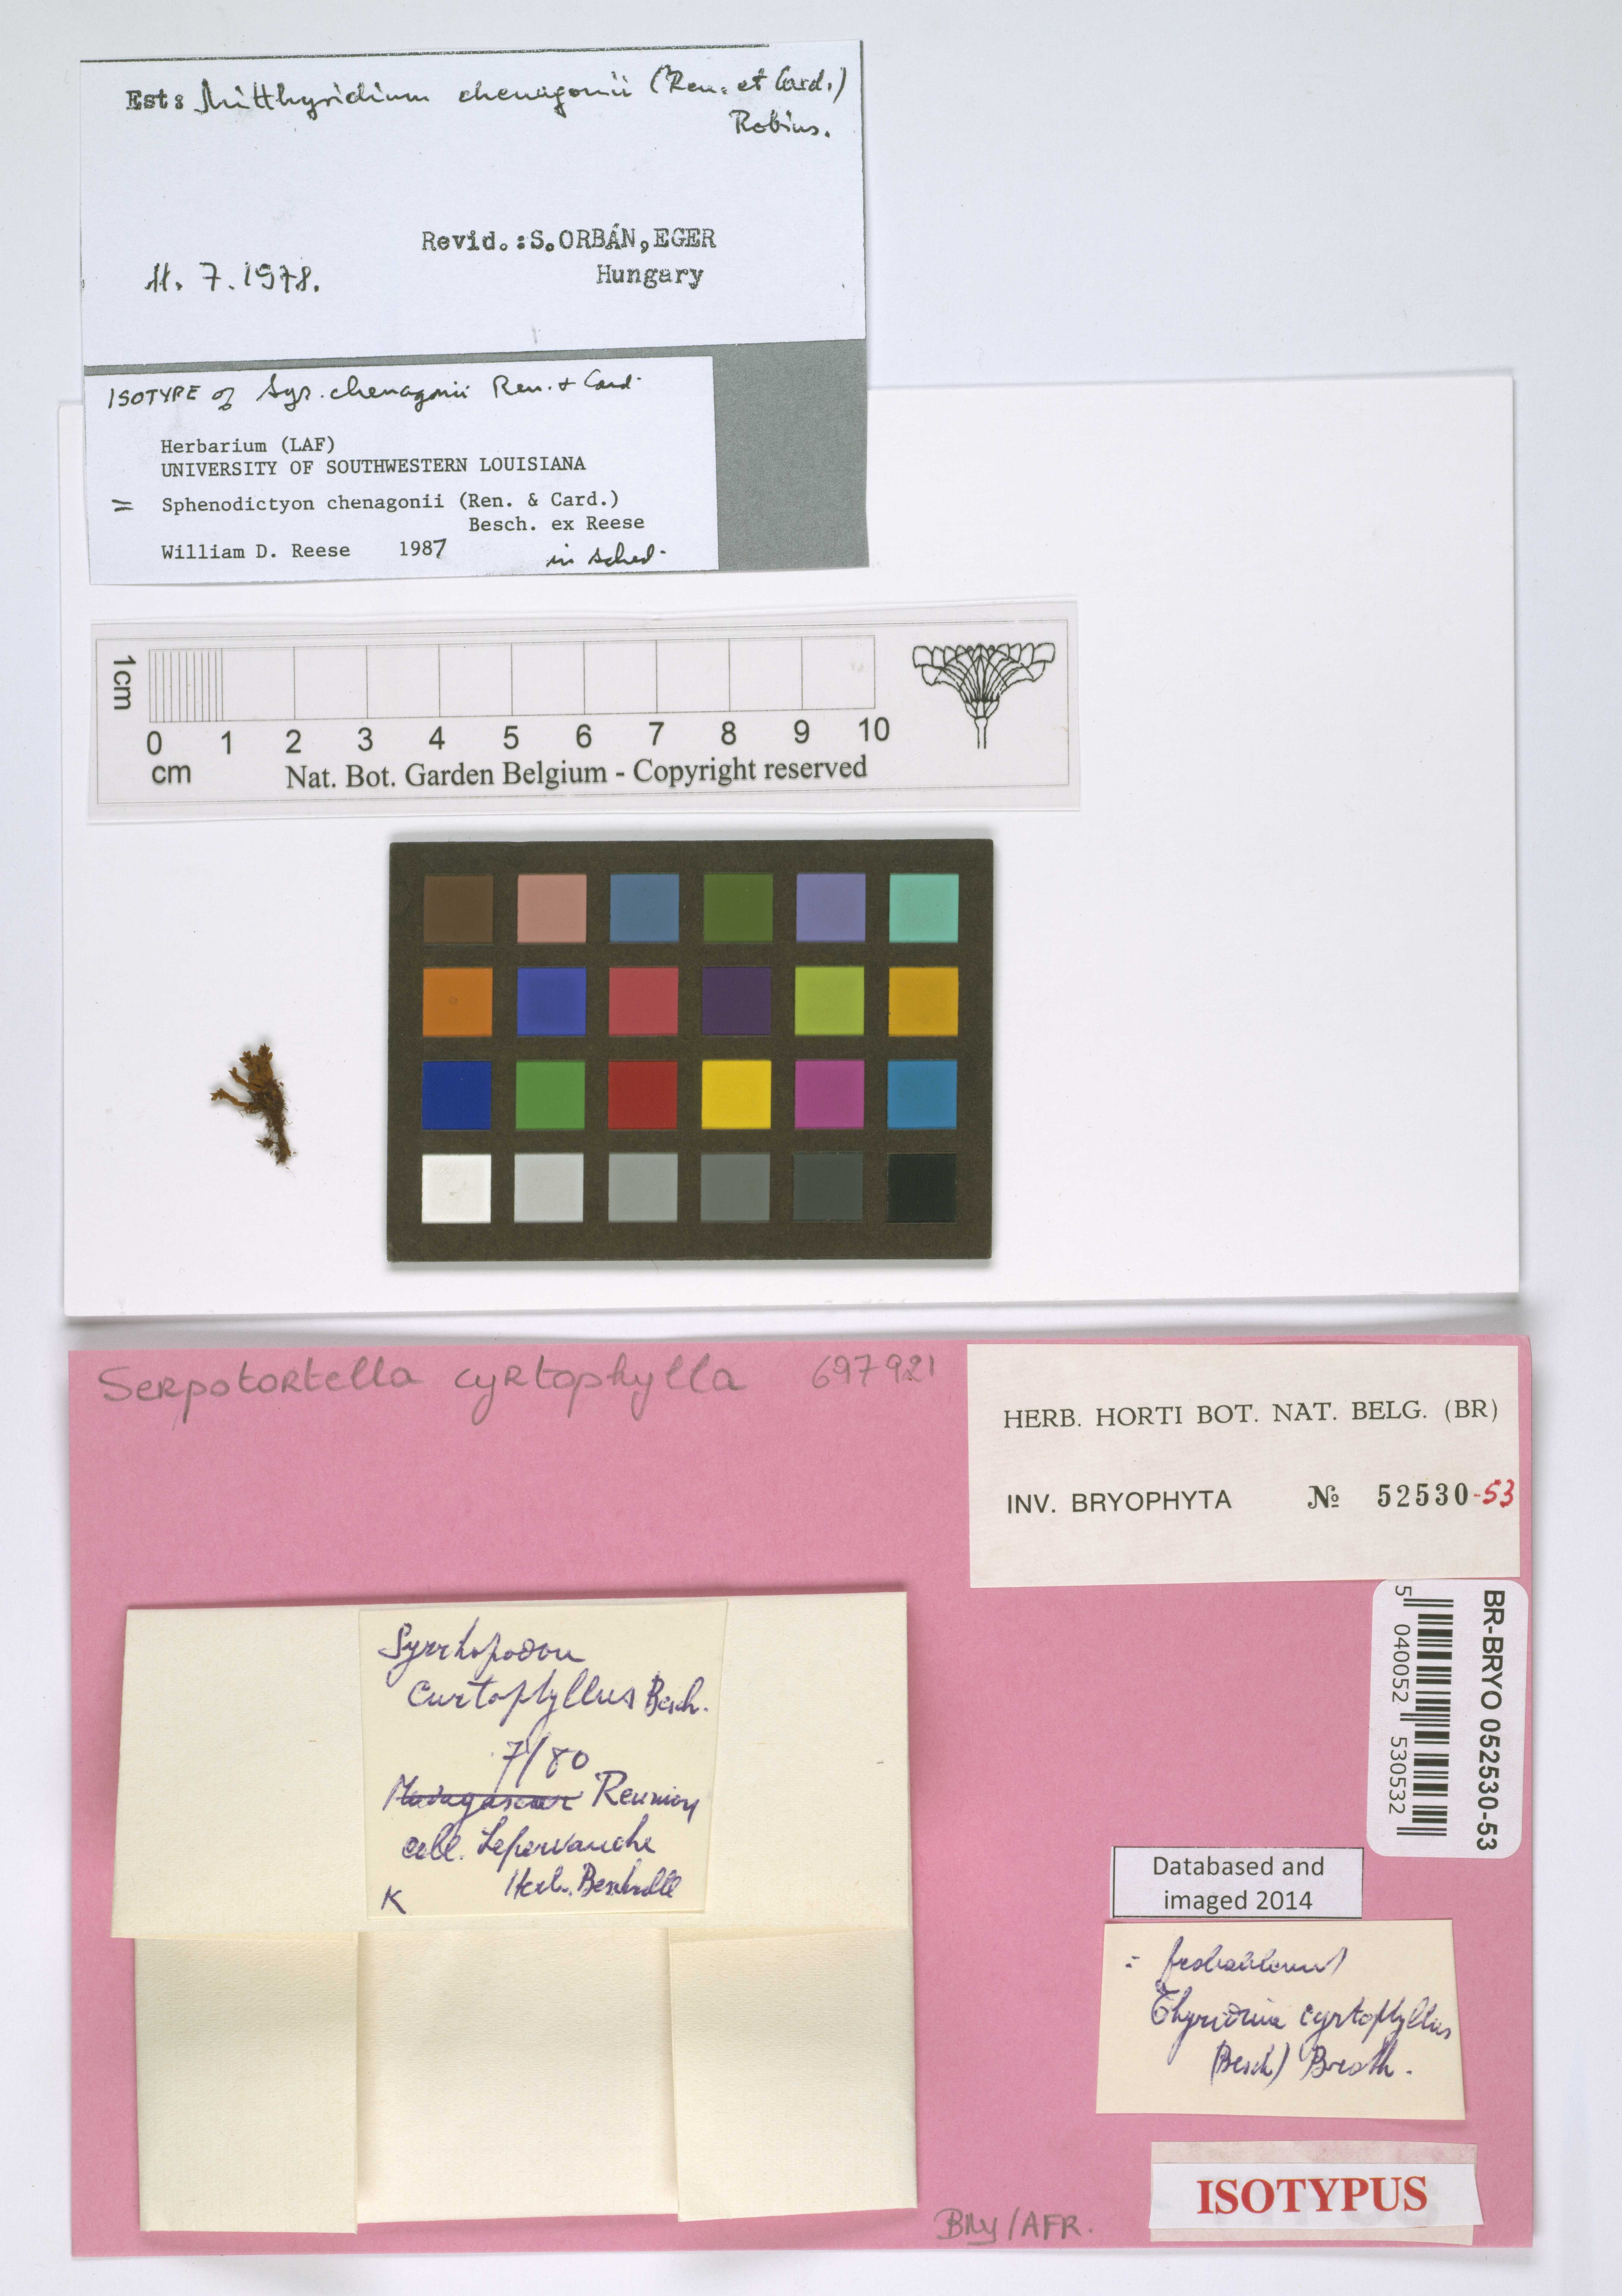 Est: Mitthyridium chenagonii (Ren. et Card.)
Robins.
Revid.: S. ORBÁN, EGER
Hungary
11. 7. 1978.
ISOTYPE of Syr. chenagonii Ren. & Card.
Herbarium (LAF)
UNIVERSITY OF SOUTHWESTERN LOUISIANA
= Sphenodictyon chenagonii (Ren. & Card.)
Besch. ex Reese
William D. Reese 1987
in sched.
1cm
0 1 2 3 4 5 6 7 8 9 10
cm
Nat. Bot. Garden Belgium - Copyright reserved
Serpotortella cyrtophylla 697921
HERB. HORTI BOT. NAT. BELG. (BR)
INV. BRYOPHYTA № 52530-53
BR-BRYO 052530-53
5 040052 530532
Syrrhopodon
Curtophyllus Besch.
7/80
Madagascar Reunion
coll. Lepervanche
Herb. Bescherelle
K
Databased and
imaged 2014
= probablement
Thyridium cyrtophyllus
(Besch) Broth.
ISOTYPUS
BRY/AFR.